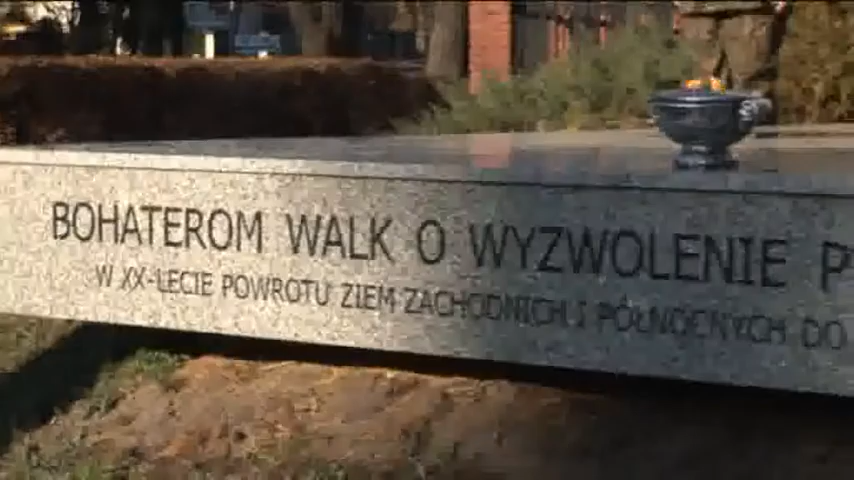 BOHATEROM WALK O WYZWOLENIE
W XX-LECIE POWROTU ZIEM ZACHODNICH I PÓŁNOCNYCH DO